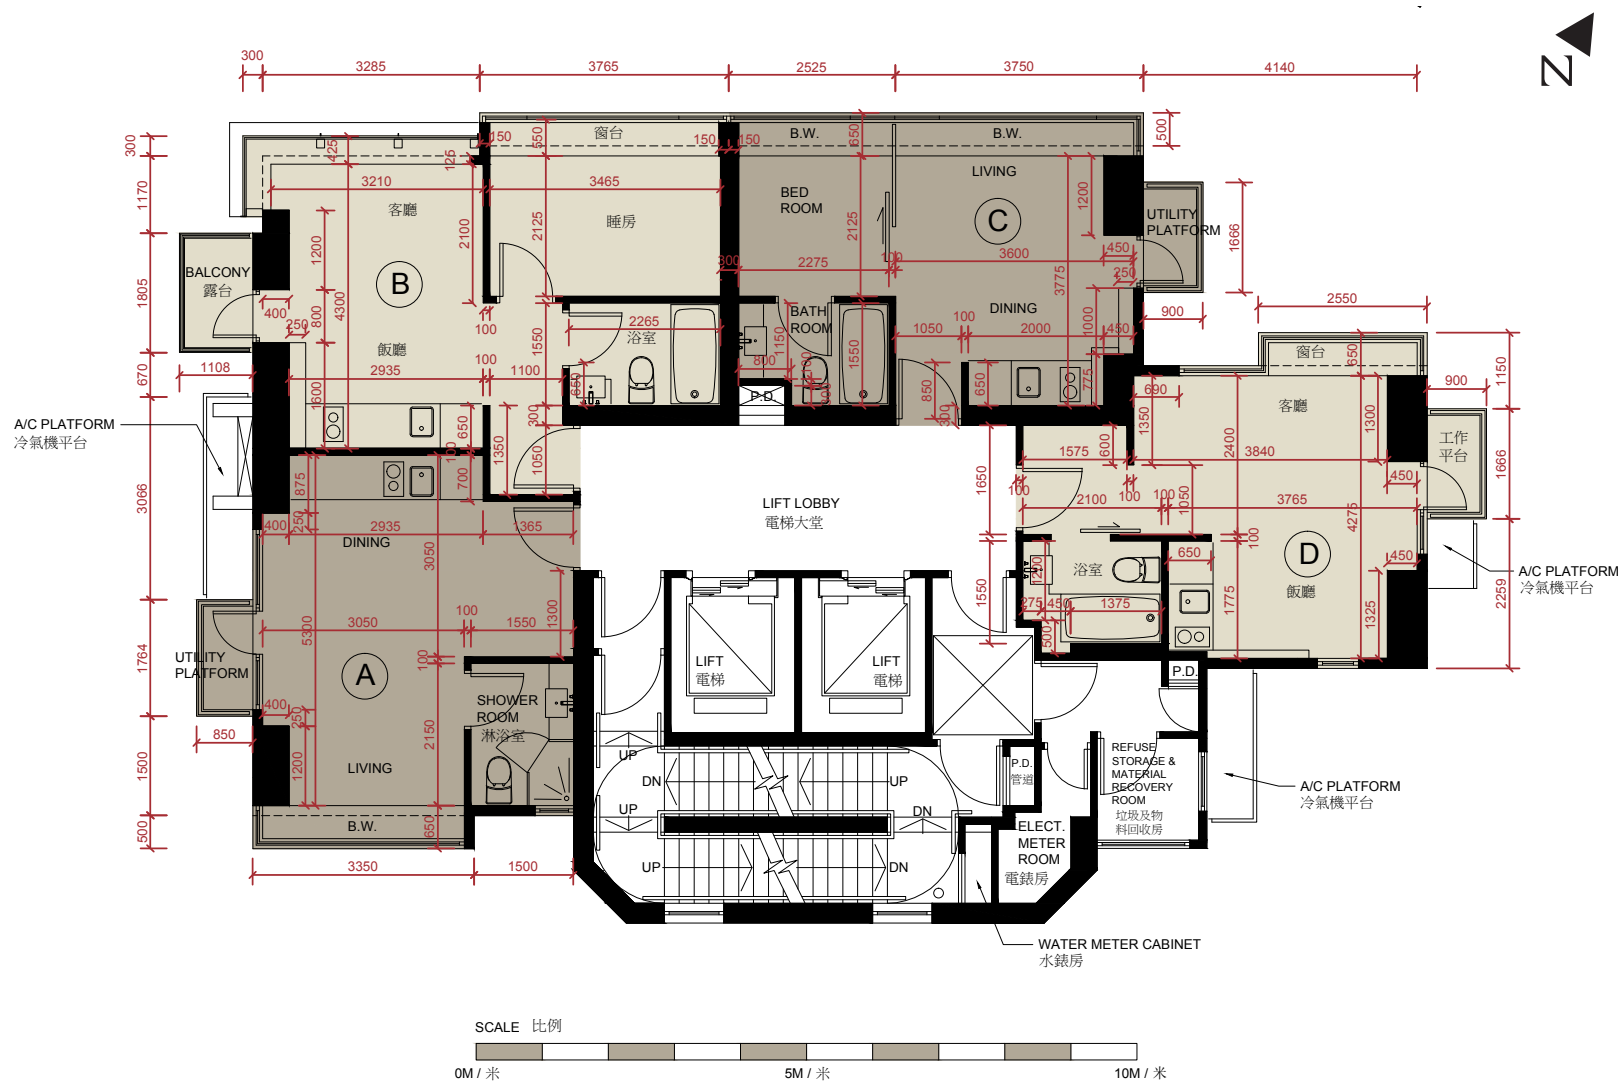 N
300
3285
3765
2525
3750
4140
300
1170
1805
670
3066
1764
1500
500
150
550
窗台
150
150
B.W.
650
B.W.
500
425
125
3210
客廳
2100
1200
3465
睡房
2125
BED
ROOM
2125
LIVING
C
1200
UTILITY
PLATFORM
1666
BALCONY
露台
B
400
250
800
4300
飯廳
100
300
2275
100
3600
450
250
3775
900
2550
1108
2935
100
1100
1600
1550
2265
浴室
650
BATH
ROOM
1150
800
100
300
1550
P.D.
DINING
1050
100
2000
1000
450
850
650
775
300
窗台
650
1150
900
690
客廳
1350
2400
1300
工作
平台
1666
A/C PLATFORM
冷氣機平台
650
100
700
1350
300
1050
LIFT LOBBY
電梯大堂
1650
1575
600
3840
450
100
2100
100
100
1050
3765
4275
100
450
D
飯廳
A/C PLATFORM
冷氣機平台
2259
875
250
400
2935
1365
DINING
3050
1550
1200
浴室
650
275
450
1375
500
1775
1325
3050
100
1550
1300
5300
100
A
UTILITY
PLATFORM
400
250
850
1200
2150
LIVING
SHOWER
ROOM
淋浴室
B.W.
650
3350
1500
LIFT
電梯
LIFT
電梯
P.D.
UP
DN
UP
UP
DN
UP
DN
P.D.
管道
REFUSE
STORAGE &
MATERIAL
RECOVERY
ROOM
垃圾及物
料回收房
A/C PLATFORM
冷氣機平台
ELECT.
METER
ROOM
電錶房
WATER METER CABINET
水錶房
SCALE 比例
0M / 米
5M / 米
10M / 米